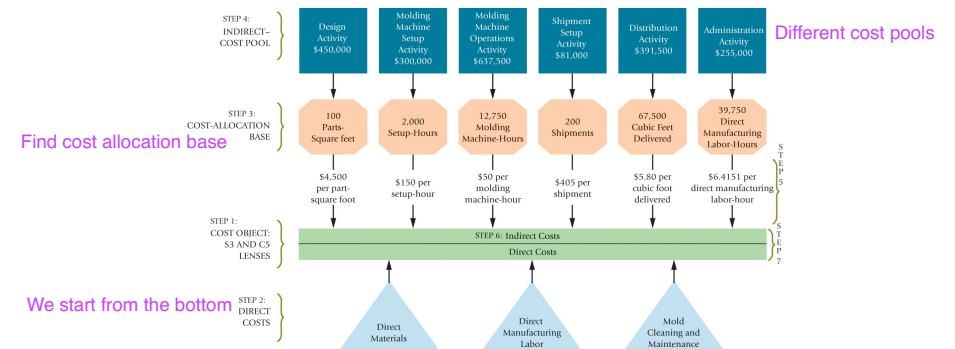 STEP 4:
INDIRECT–
COST POOL
Design
Activity
$450,000
Molding
Machine
Setup
Activity
$300,000
Molding
Machine
Operations
Activity
$637,500
Shipment
Setup
Activity
$81,000
Distribution
Activity
$391,500
Administration
Activity
$255,000
Different cost pools
STEP 3:
COST-ALLOCATION
BASE
Find cost allocation base
100
Parts-
Square feet
2,000
Setup-Hours
12,750
Molding
Machine-Hours
200
Shipments
67,500
Cubic Feet
Delivered
39,750
Direct
Manufacturing
Labor-Hours
$4,500
per part-
square foot
$150 per
setup-hour
$50 per
molding
machine-hour
$405 per
shipment
$5.80 per
cubic foot
delivered
$6.4151 per
direct manufacturing
labor-hour
STEP 5
STEP 1:
COST OBJECT:
S3 AND C5
LENSES
STEP 6: Indirect Costs
Direct Costs
STEP 7
We start from the bottom
STEP 2:
DIRECT
COSTS
Direct
Materials
Direct
Manufacturing
Labor
Mold
Cleaning and
Maintenance